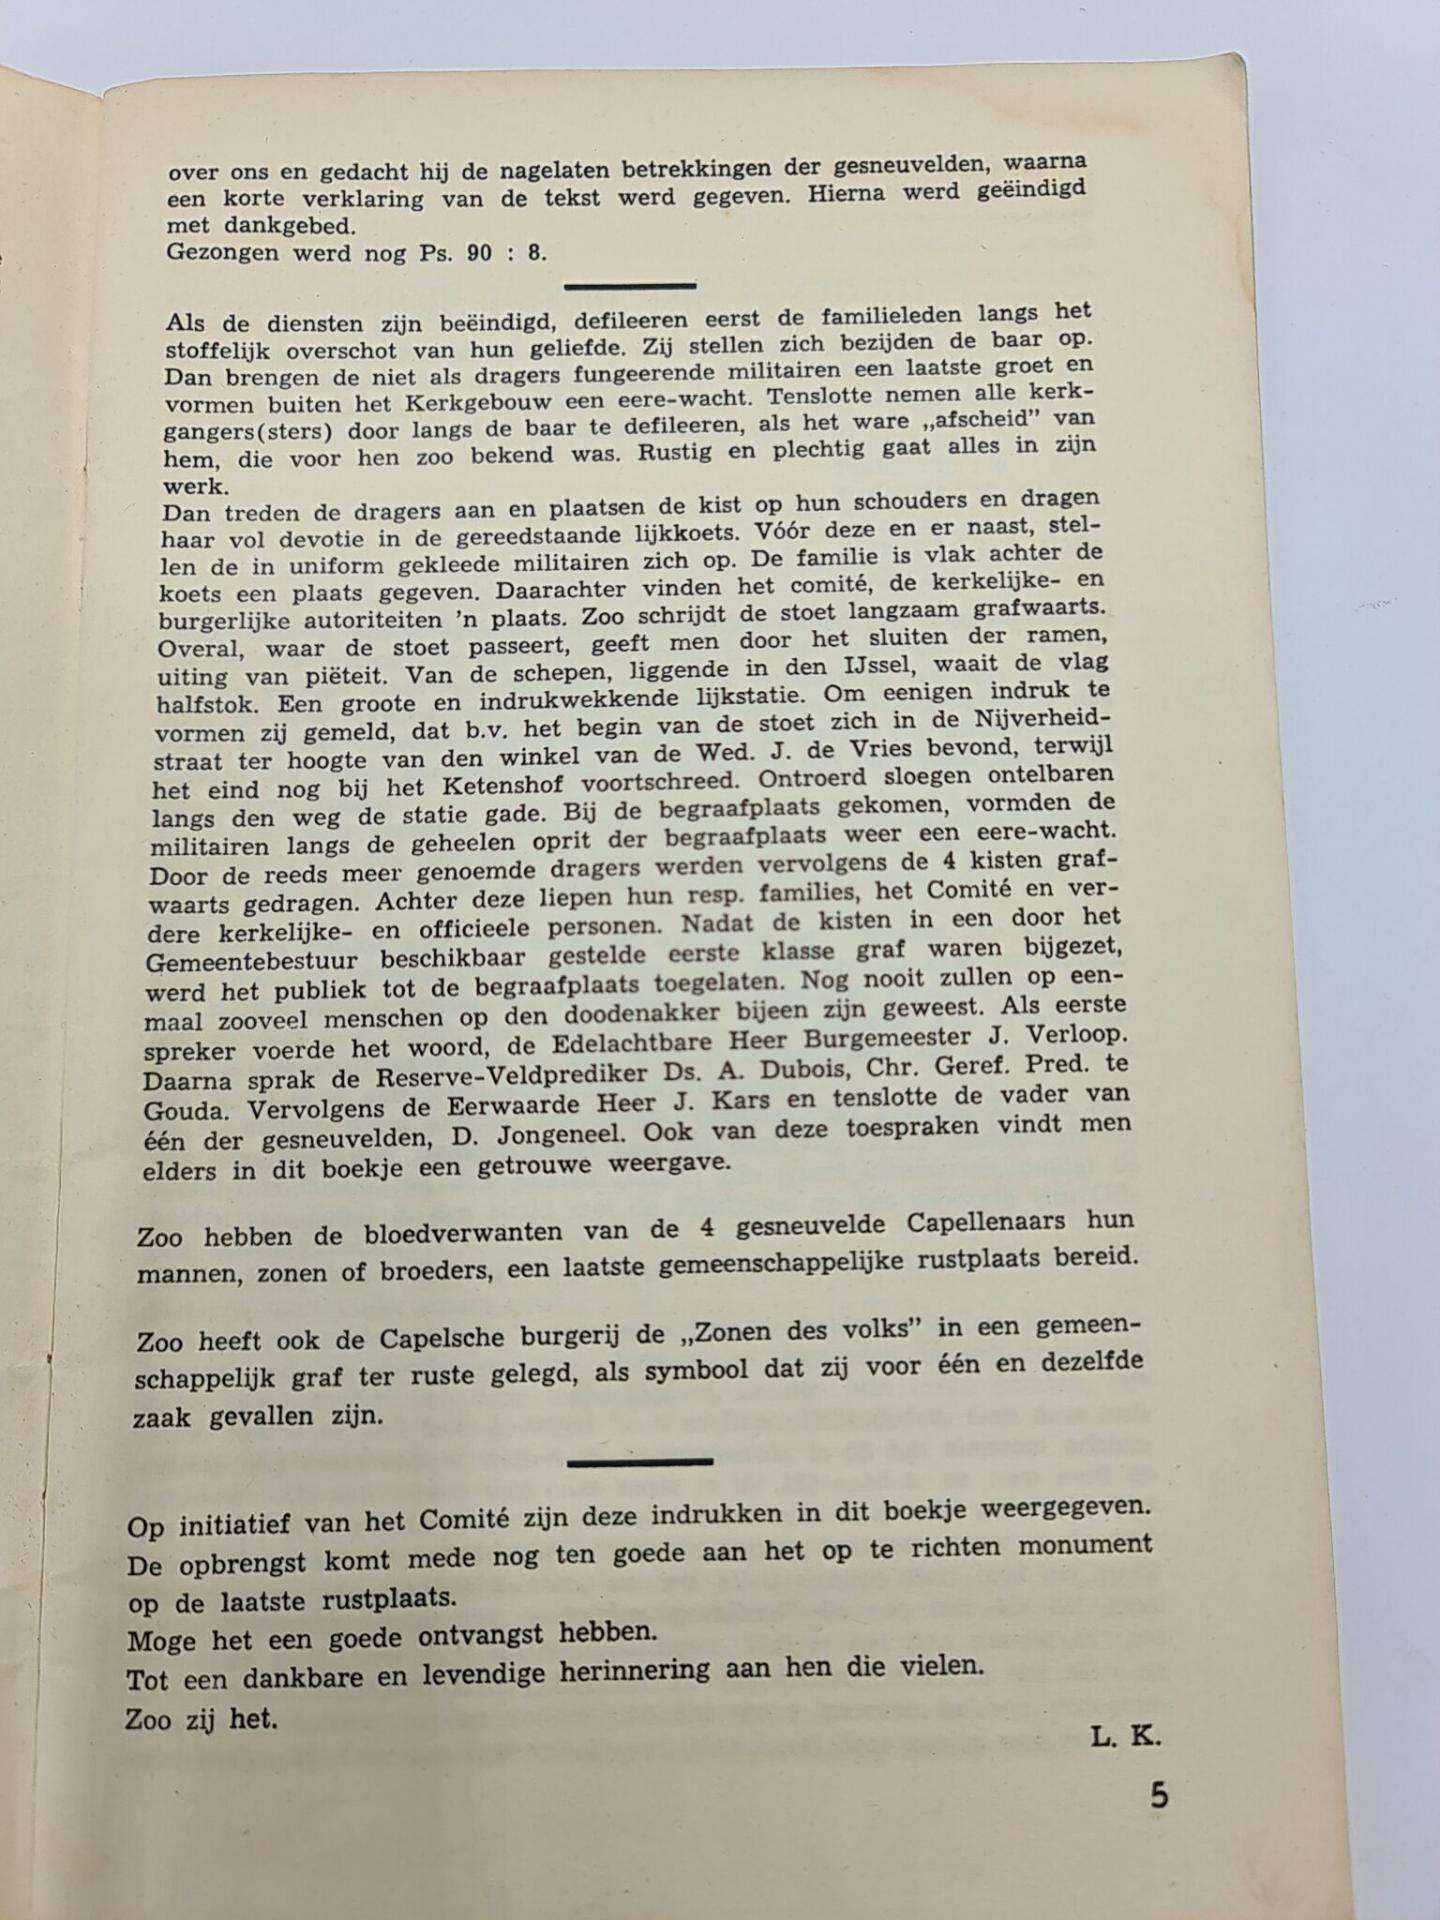 over ons en gedacht hij de nagelaten betrekkingen der gesneuvelden, waarna
een korte verklaring van de tekst werd gegeven. Hierna werd geëindigd
met dankgebed.
Gezongen werd nog Ps. 90 : 8.
Als de diensten zijn beëindigd, defileeren eerst de familieleden langs het
stoffelijk overschot van hun geliefde. Zij stellen zich bezijden de baar op.
Dan brengen de niet als dragers fungeerende militairen een laatste groet en
vormen buiten het Kerkgebouw een eere-wacht. Tenslotte nemen alle kerk-
gangers(sters) door langs de baar te defileeren, als het ware „afscheid” van
hem, die voor hen zoo bekend was. Rustig en plechtig gaat alles in zijn
werk.
Dan treden de dragers aan en plaatsen de kist op hun schouders en dragen
haar vol devotie in de gereedstaande lijkkoets. Vóór deze en er naast, stel-
len de in uniform gekleede militairen zich op. De familie is vlak achter de
koets een plaats gegeven. Daarachter vinden het comité, de kerkelijke- en
burgerlijke autoriteiten 'n plaats. Zoo schrijdt de stoet langzaam grafwaarts.
Overal, waar de stoet passeert, geeft men door het sluiten der ramen,
uiting van piëteit. Van de schepen, liggende in den IJssel, waait de vlag
halfstok. Een groote en indrukwekkende lijkstatie. Om eenigen indruk te
vormen zij gemeld, dat b.v. het begin van de stoet zich in de Nijverheid-
straat ter hoogte van den winkel van de Wed. J. de Vries bevond, terwijl
het eind nog bij het Ketenshof voortschreed. Ontroerd sloegen ontelbaren
langs den weg de statie gade. Bij de begraafplaats gekomen, vormden de
militairen langs de geheelen oprit der begraafplaats weer een eere-wacht.
Door de reeds meer genoemde dragers werden vervolgens de 4 kisten graf-
waarts gedragen. Achter deze liepen hun resp. families, het Comité en ver-
dere kerkelijke- en officieele personen. Nadat de kisten in een door het
Gemeentebestuur beschikbaar gestelde eerste klasse graf waren bijgezet,
werd het publiek tot de begraafplaats toegelaten. Nog nooit zullen op een-
maal zooveel menschen op den doodenakker bijeen zijn geweest. Als eerste
spreker voerde het woord, de Edelachtbare Heer Burgemeester J. Verloop.
Daarna sprak de Reserve-Veldprediker Ds. A. Dubois, Chr. Geref. Pred. te
Gouda. Vervolgens de Eerwaarde Heer J. Kars en tenslotte de vader van
één der gesneuvelden, D. Jongeneel. Ook van deze toespraken vindt men
elders in dit boekje een getrouwe weergave.
Zoo hebben de bloedverwanten van de 4 gesneuvelde Capellenaars hun
mannen, zonen of broeders, een laatste gemeenschappelijke rustplaats bereid.
Zoo heeft ook de Capelsche burgerij de „Zonen des volks” in een gemeen-
schappelijk graf ter ruste gelegd, als symbool dat zij voor één en dezelfde
zaak gevallen zijn.
Op initiatief van het Comité zijn deze indrukken in dit boekje weergegeven.
De opbrengst komt mede nog ten goede aan het op te richten monument
op de laatste rustplaats.
Moge het een goede ontvangst hebben.
Tot een dankbare en levendige herinnering aan hen die vielen.
Zoo zij het.
L. K.
5